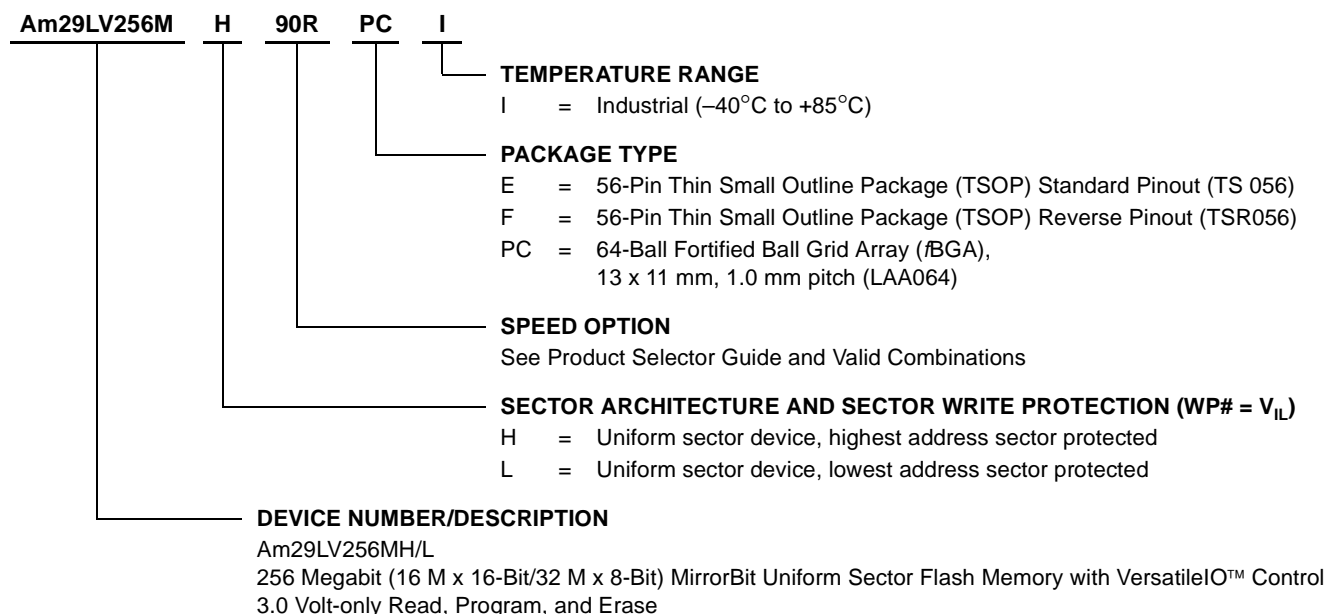 Am29LV256M H 90R PC I
TEMPERATURE RANGE
I = Industrial (–40°C to +85°C)
PACKAGE TYPE
E = 56-Pin Thin Small Outline Package (TSOP) Standard Pinout (TS 056)
F = 56-Pin Thin Small Outline Package (TSOP) Reverse Pinout (TSR056)
PC = 64-Ball Fortified Ball Grid Array (fBGA),
13 x 11 mm, 1.0 mm pitch (LAA064)
SPEED OPTION
See Product Selector Guide and Valid Combinations
SECTOR ARCHITECTURE AND SECTOR WRITE PROTECTION (WP# = VIL)
H = Uniform sector device, highest address sector protected
L = Uniform sector device, lowest address sector protected
DEVICE NUMBER/DESCRIPTION
Am29LV256MH/L
256 Megabit (16 M x 16-Bit/32 M x 8-Bit) MirrorBit Uniform Sector Flash Memory with VersatileIO™ Control
3.0 Volt-only Read, Program, and Erase